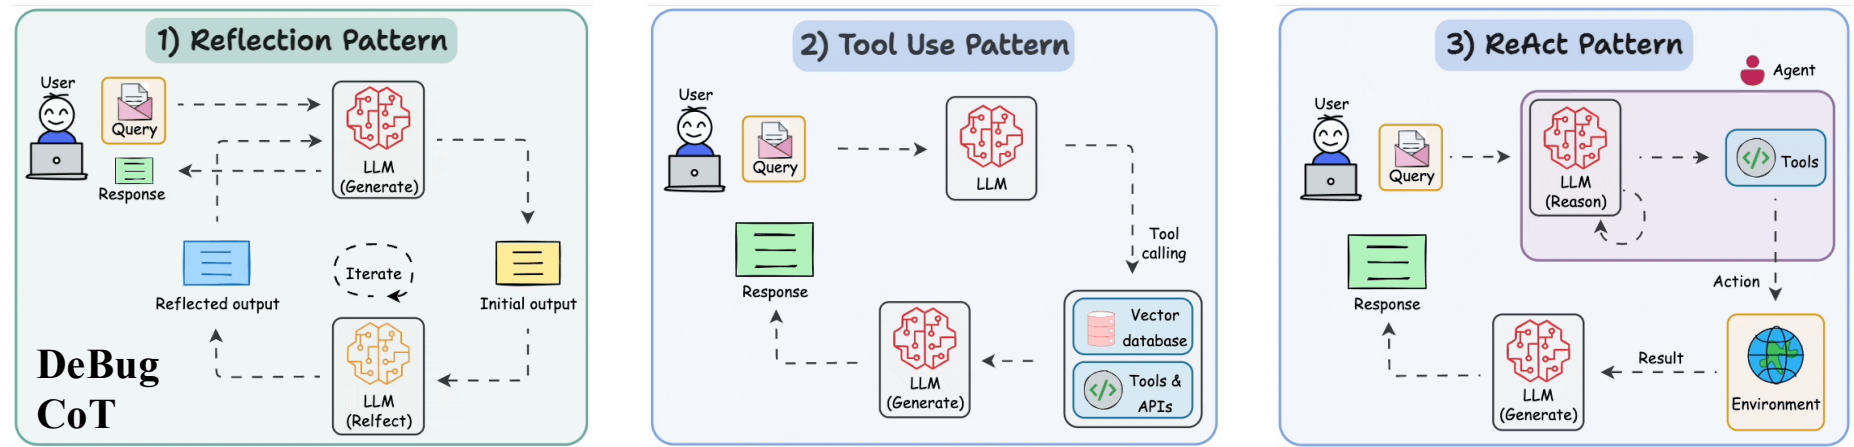 1) Reflection Pattern
User
Query
Response
LLM
(Generate)
Iterate
Reflected output
Initial output
LLM
(Relfect)
DeBug
CoT
2) Tool Use Pattern
User
Query
LLM
Tool
calling
Response
LLM
(Generate)
Vector
database
Tools &
APIs
3) ReAct Pattern
Agent
User
Query
LLM
(Reason)
Tools
Action
Response
LLM
(Generate)
Result
Environment